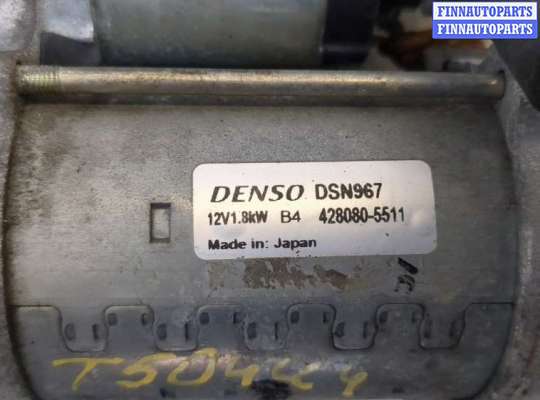 FINNAUTOPARTS
FINNAUTOPARTS
DENSO DSN967
12V1.8kW B4 428080-5511
Made in: Japan